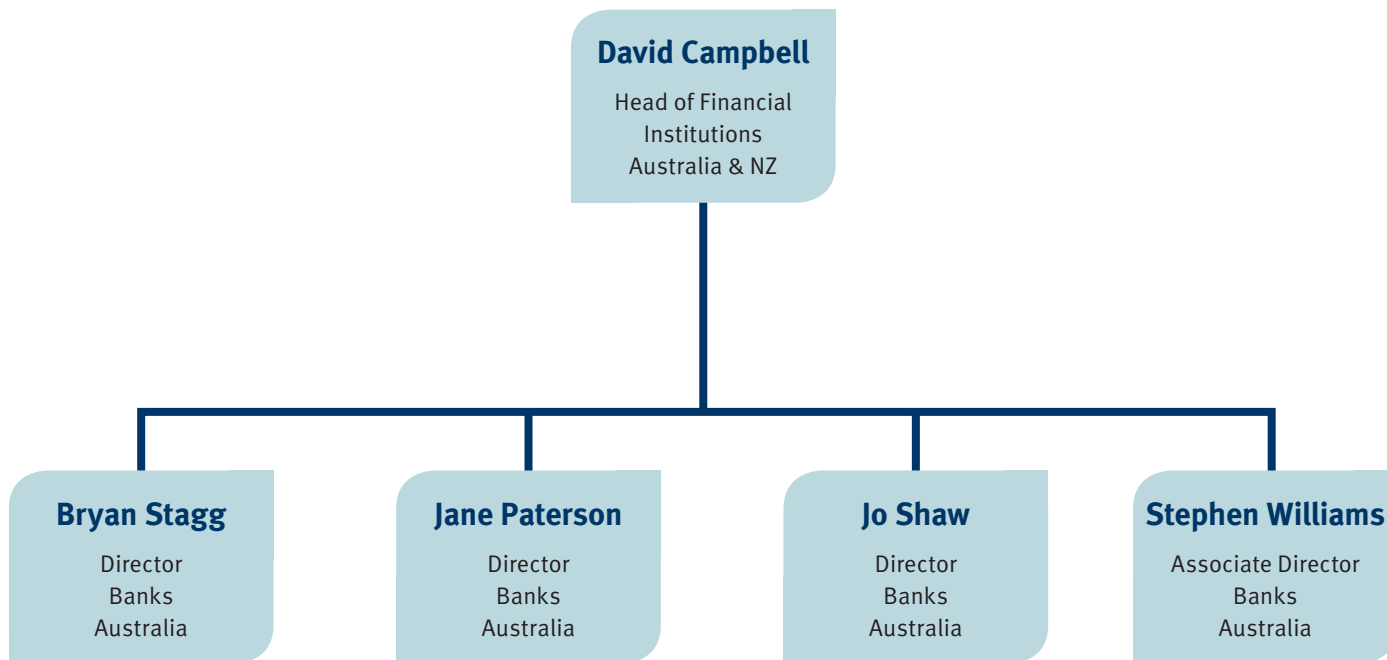 David Campbell
Head of Financial
Institutions
Australia & NZ
Bryan Stagg
Director
Banks
Australia
Jane Paterson
Director
Banks
Australia
Jo Shaw
Director
Banks
Australia
Stephen Williams
Associate Director
Banks
Australia